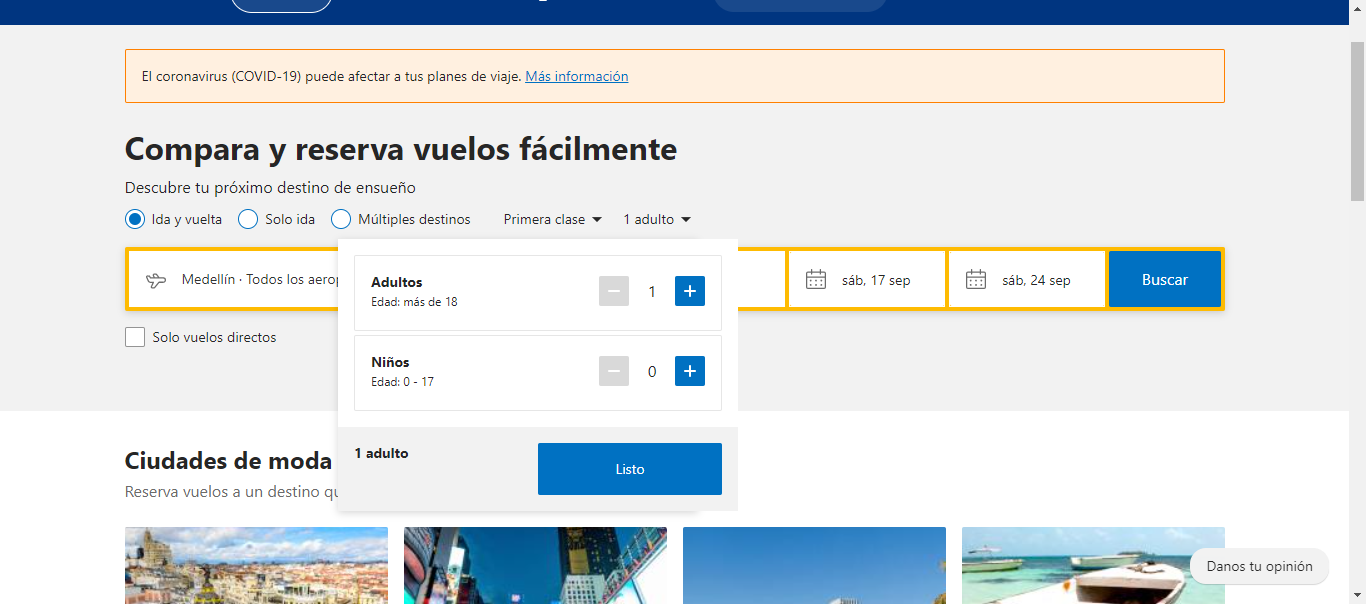 El coronavirus (COVID-19) puede afectar a tus planes de viaje. Más información
Compara y reserva vuelos fácilmente
Descubre tu próximo destino de ensueño
Ida y vuelta Solo ida Múltiples destinos Primera clase 1 adulto
Medellín · Todos los sáb, 17 sep sáb, 24 sep Buscar
Adultos
Edad: más de 18
1
Solo vuelos directos
Niños
Edad: 0 - 17
0
1 adulto
Listo
Ciudades de moda
Reserva vuelos a un destino
Danos tu opinión